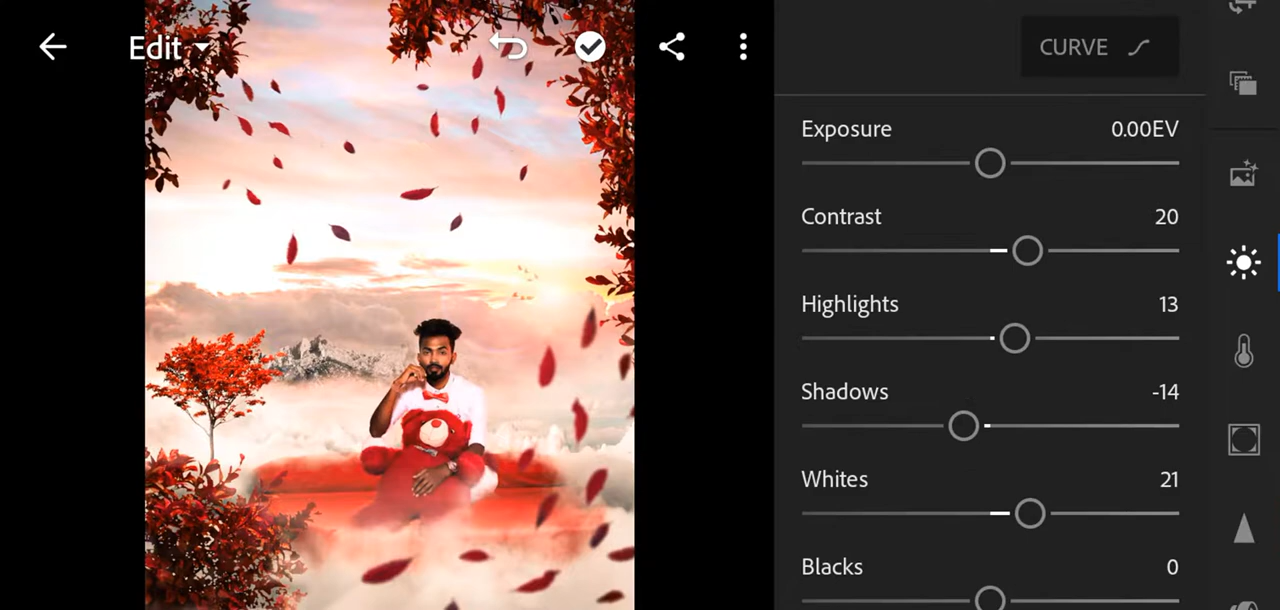 Edit
CURVE
Exposure 0.00EV
Contrast 20
Highlights 13
Shadows -14
Whites 21
Blacks 0